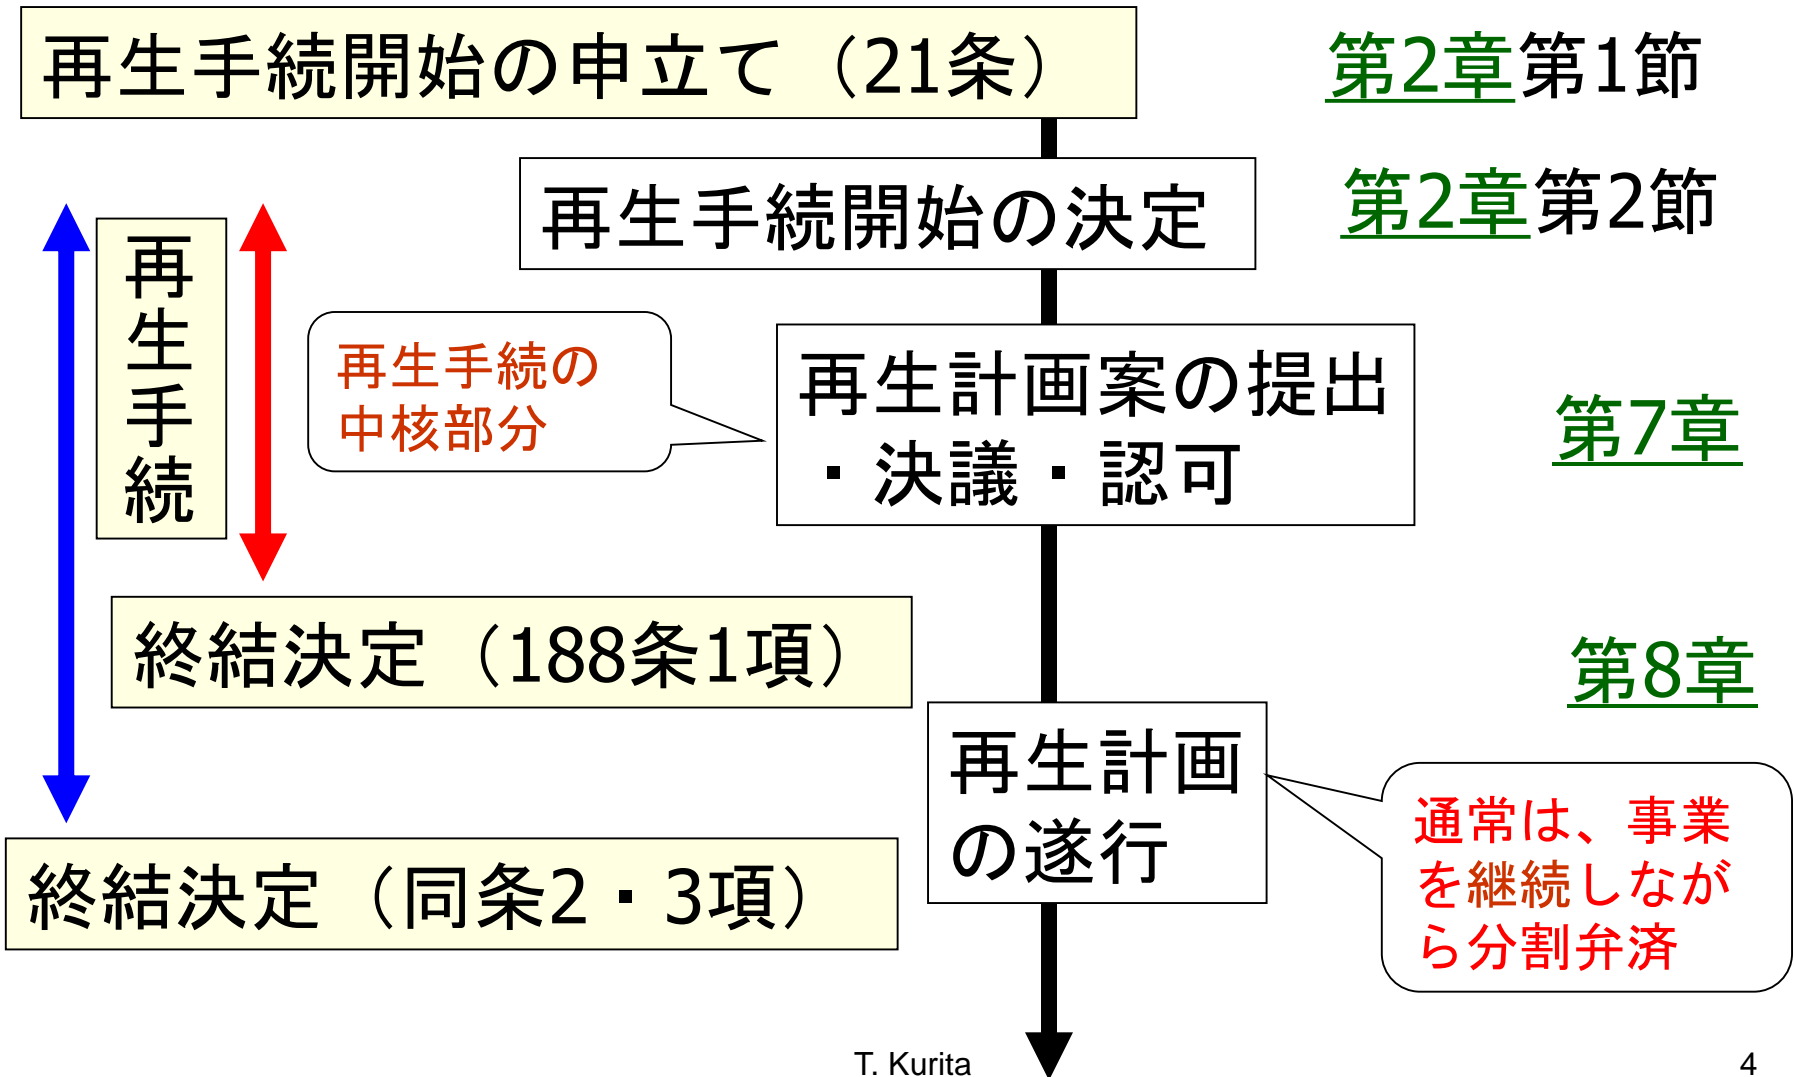 再生手続開始の申立て（21条）
第2章第1節
再生手続開始の決定
第2章第2節
再生手続
再生手続の
中核部分
再生計画案の提出
・決議・認可
第7章
終結決定（188条1項）
第8章
再生計画
の遂行
通常は、事業
を継続しなが
ら分割弁済
終結決定（同条2・3項）
T. Kurita
4